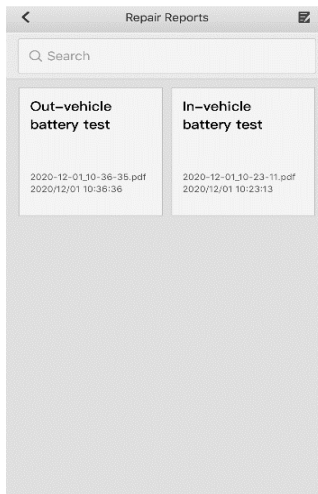 Repair Reports
Search
Out-vehicle
battery test
2020-12-01_10-36-35.pdf
2020/12/01 10:36:36
In-vehicle
battery test
2020-12-01_10-23-11.pdf
2020/12/01 10:23:13